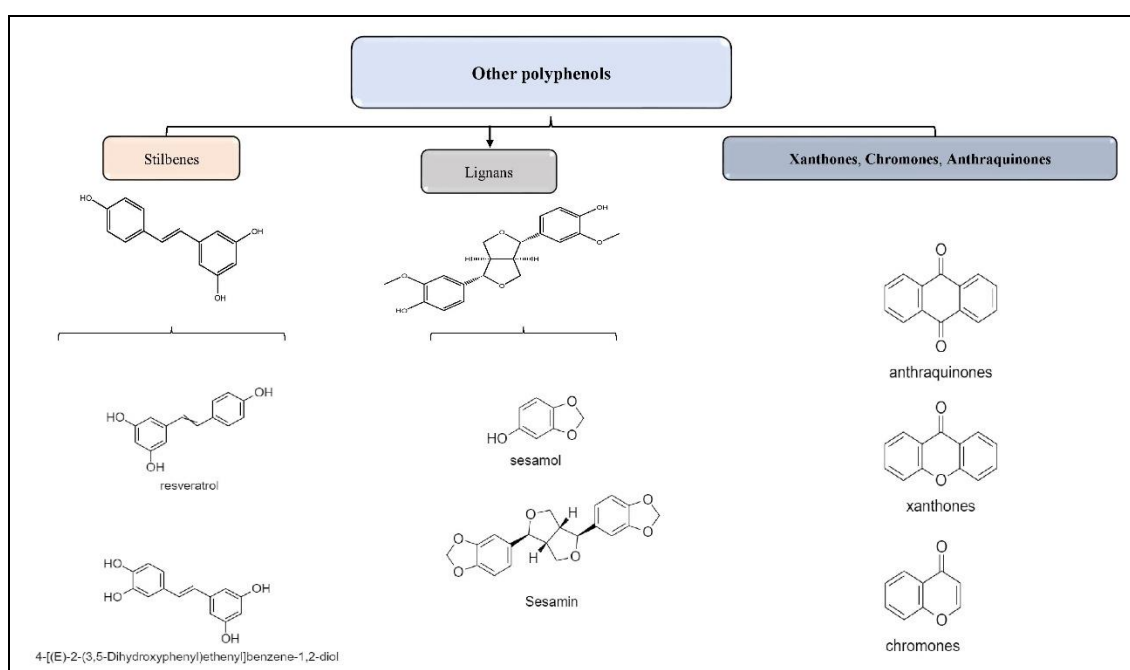 Other polyphenols
Stilbenes
Lignans
Xanthones, Chromones, Anthraquinones
HO
OH
OH
OH
O
O
H
H
O
O
HO
O
O
anthraquinones
OH
HO
OH
resveratrol
HO
O
O
sesamol
O
O
xanthones
O
O
O
O
H
H
O
O
Sesamin
HO
HO
OH
OH
4-[(E)-2-(3,5-Dihydroxyphenyl)ethenyl]benzene-1,2-diol
O
O
chromones